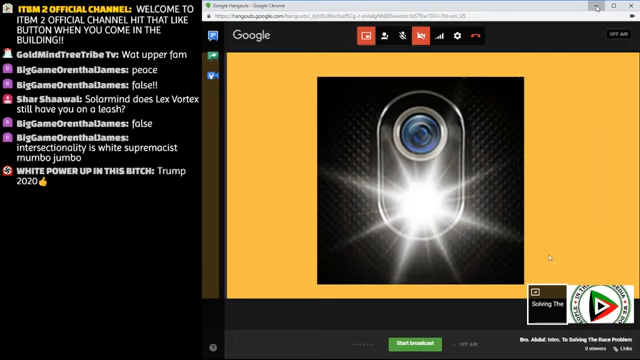 ITBM 2 OFFICIAL CHANNEL: WELCOME TO
ITBM 2 OFFICIAL CHANNEL HIT THAT LIKE
BUTTON WHEN YOU COME IN THE
BUILDING!!
GoldMindTreeTribe Tv: Wat upper fam
BigGameOrenthalJames: peace
BigGameOrenthalJames: false!!
Shar Shaawal: Solarmind does Lex Vortex
still have you on a leash?
BigGameOrenthalJames: false
BigGameOrenthalJames:
intersectionality is white supremacist
mumbo jumbo
WHITE POWER UP IN THIS BITCH: Trump
2020👍
Google Hangouts - Google Chrome
Google
OFF AIR
Solving The
Start broadcast
OFF AIR
Bro. Abdul: Intro. To Solving The Race Problem
0 viewers
Links